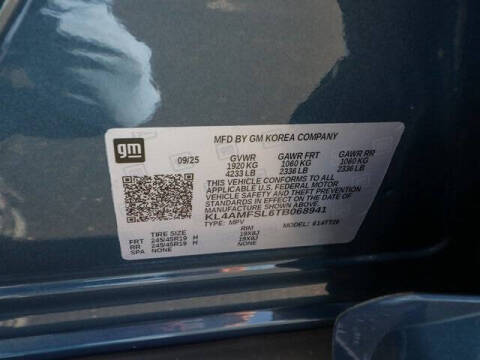 gm
MFD BY GM KOREA COMPANY
09/25 GVWR GAWR FRT GAWR RR
1920 KG 1060 KG 1060 KG
4233 LB 2336 LB 2336 LB
THIS VEHICLE CONFORMS TO ALL
APPLICABLE U.S. FEDERAL MOTOR
VEHICLE SAFETY AND THEFT PREVENTION
STANDARDS IN EFFECT ON THE DATE OF
MANUFACTURE SHOWN ABOVE.
KL4AMFSL6TB068941
TYPE: MPV MODEL:
TIRE SIZE RIM
FRT 245/45R19 H 19X8J
RR 245/45R19 H 19X8J
SPA NONE NONE